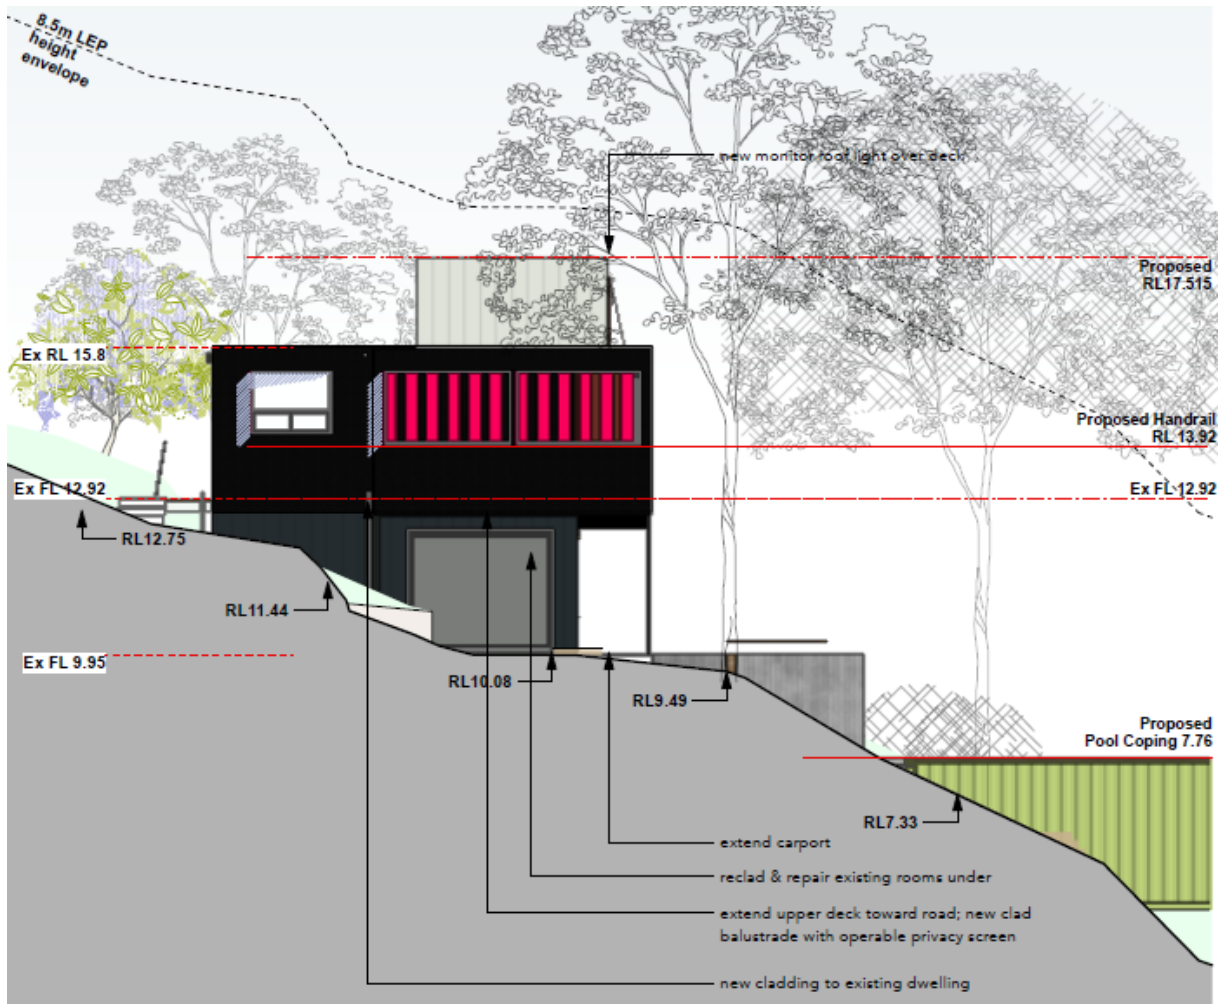 8.5m LEP
height
envelope
new monitor roof light over deck
Proposed
RL17.515
Ex RL 15.8
Proposed Handrail
RL 13.92
Ex FL 12.92
Ex FL 12.92
RL12.75
RL11.44
Ex FL 9.95
RL10.08
RL9.49
Proposed
Pool Coping 7.76
RL7.33
extend carport
reclad & repair existing rooms under
extend upper deck toward road; new clad
balustrade with operable privacy screen
new cladding to existing dwelling